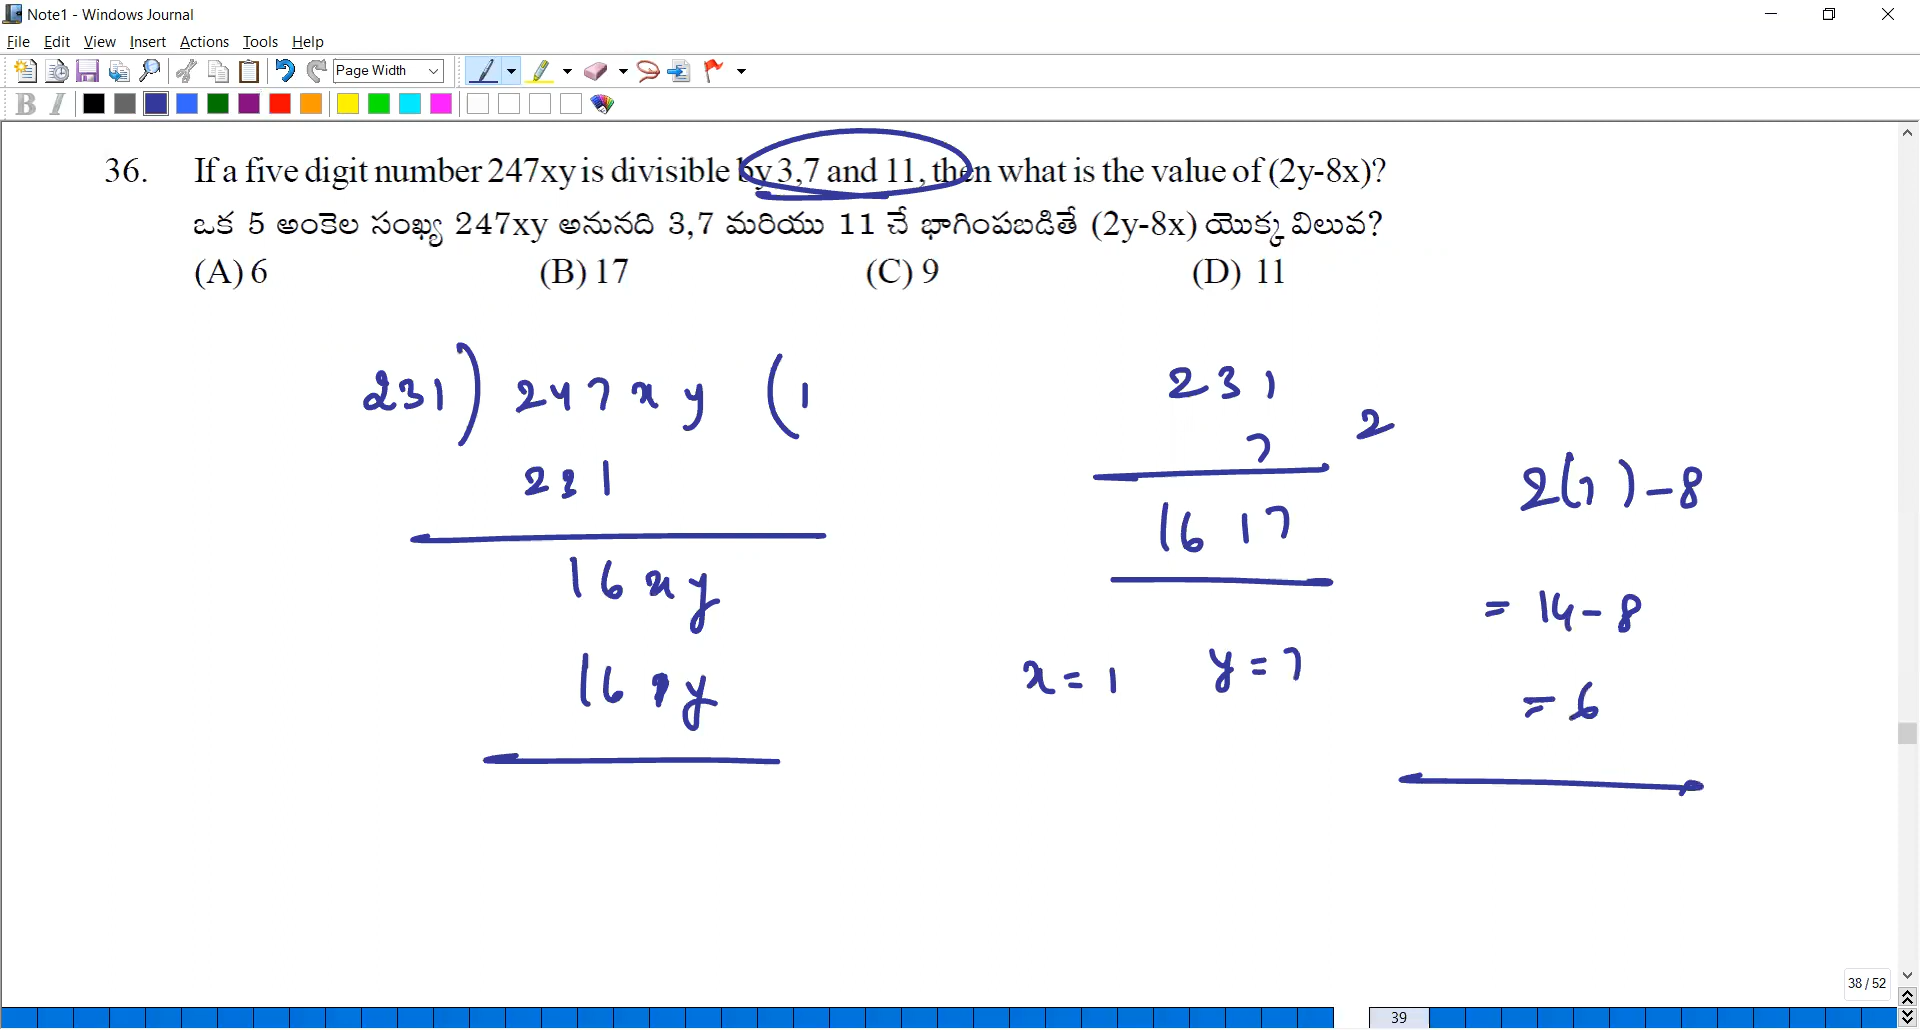 Note1 - Windows Journal
File Edit View Insert Actions Tools Help
Page Width
B I
36. If a five digit number 247xy is divisible by 3,7 and 11, then what is the value of (2y-8x)?
ఒక 5 అంకెల సంఖ్య 247xy అనునది 3,7 మరియు 11 చే భాగింపబడితే (2y-8x) యొక్క విలువ?
(A) 6 (B) 17 (C) 9 (D) 11
231 ) 247xy ( 1
231
16xy
16 y
231
7 2
1617
x = 1 y = 7
2(7) - 8
= 14 - 8
= 6
38 / 52
39